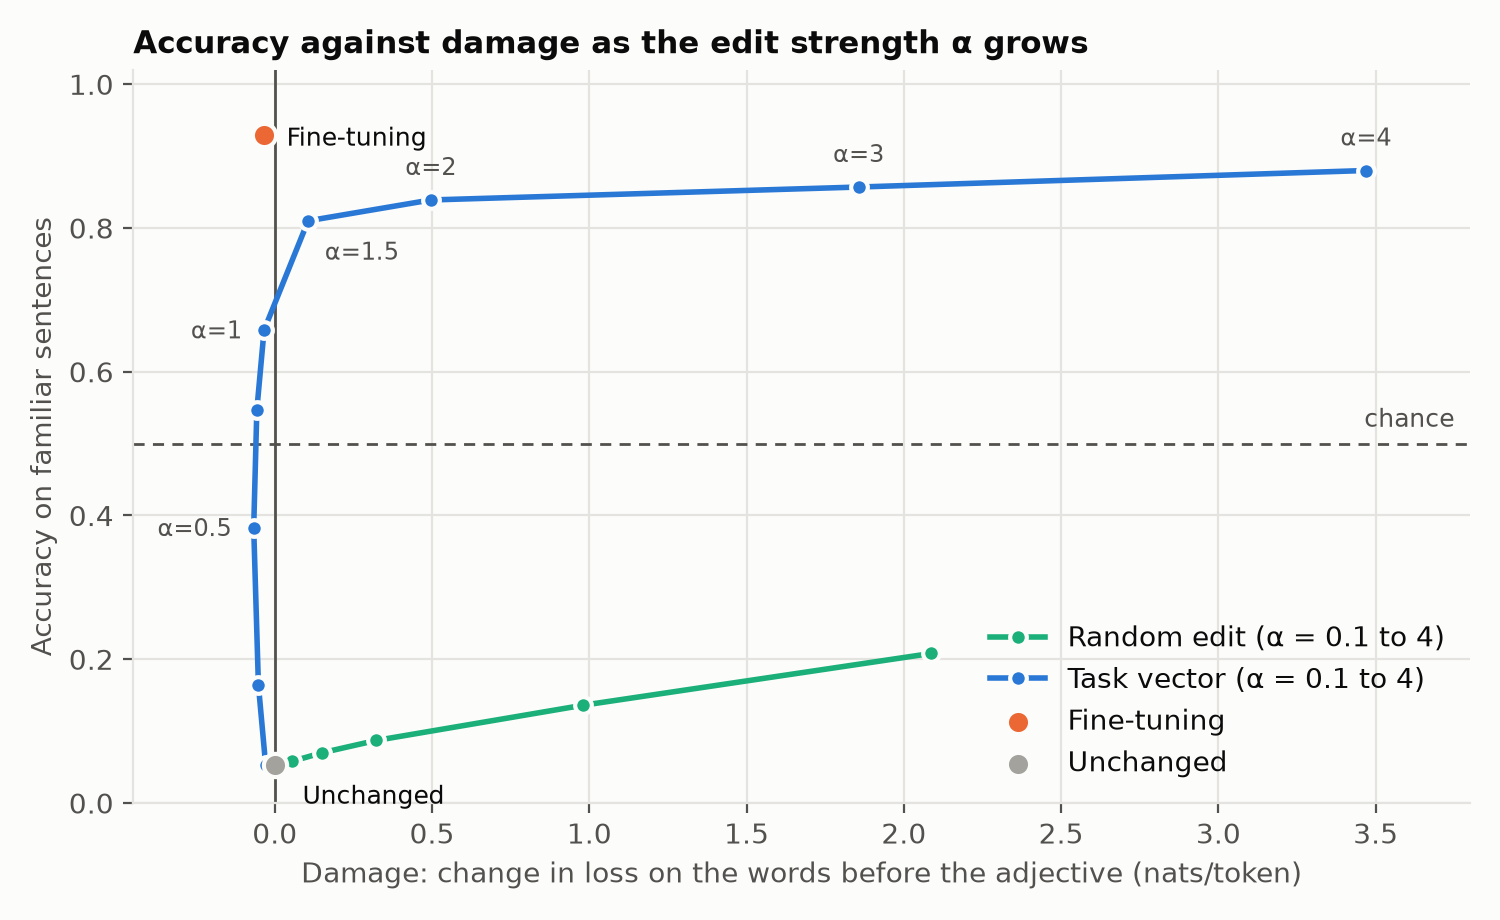 Accuracy against damage as the edit strength α grows
Accuracy on familiar sentences
1.0
0.8
0.6
0.4
0.2
0.0
Fine-tuning
α=2
α=3
α=4
α=1.5
α=1
chance
α=0.5
Unchanged
Random edit (α = 0.1 to 4)
Task vector (α = 0.1 to 4)
Fine-tuning
Unchanged
0.0 0.5 1.0 1.5 2.0 2.5 3.0 3.5
Damage: change in loss on the words before the adjective (nats/token)